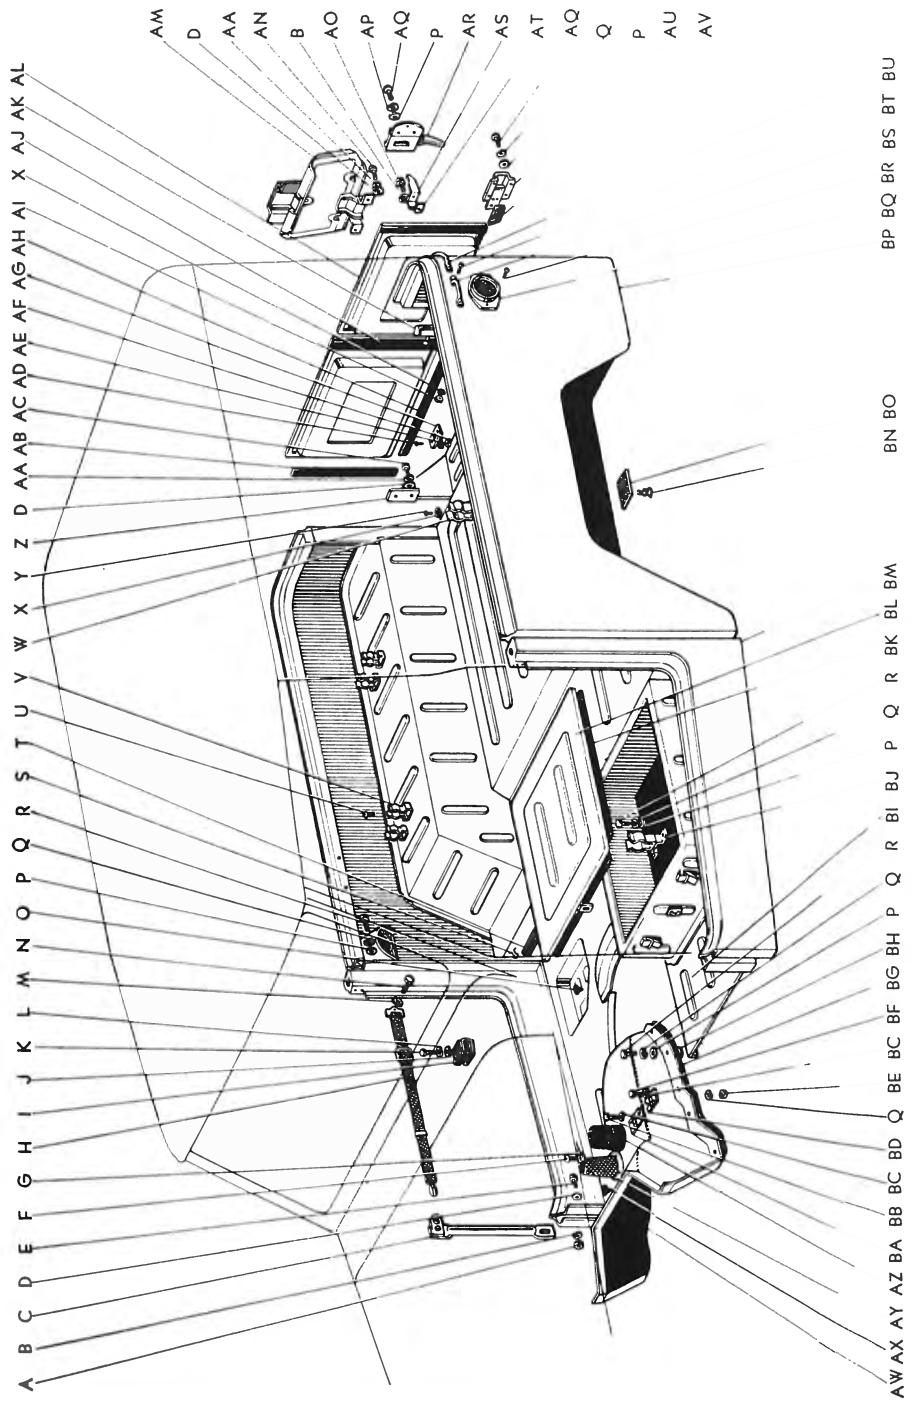 A B C D E F G H I J K L M N O P Q R S T U V W X Y Z D AA AB AC AD AE AF AG AH AI X AJ AK AL
AM D AA AN B AO AP AQ P AR AS AT AQ Q P AU AV
AW AX AY AZ BA BB BC BD Q BE BC BF BG BH P Q R BI BJ P Q R BK BL BM BN BO BP BQ BR BS BT BU